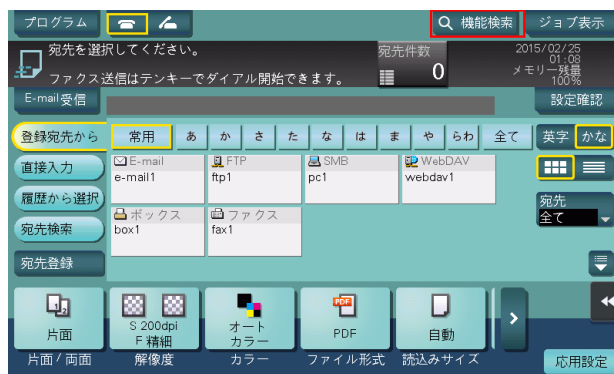 プログラム
機能検索
ジョブ表示
宛先を選択してください。
ファクス送信はテンキーでダイアル開始できます。
宛先件数
0
2015/02/25
01:08
メモリー残量
100%
E-mail受信
設定確認
登録宛先から
常用
あ
か
さ
た
な
は
ま
や
らわ
全て
英字
かな
直接入力
E-mail
e-mail1
FTP
ftp1
SMB
pc1
WebDAV
webdav1
履歴から選択
ボックス
box1
ファクス
fax1
宛先
全て
宛先検索
宛先登録
片面
S 200dpi
F 精細
オート
カラー
PDF
PDF
自動
片面 / 両面
解像度
カラー
ファイル形式
読込みサイズ
応用設定